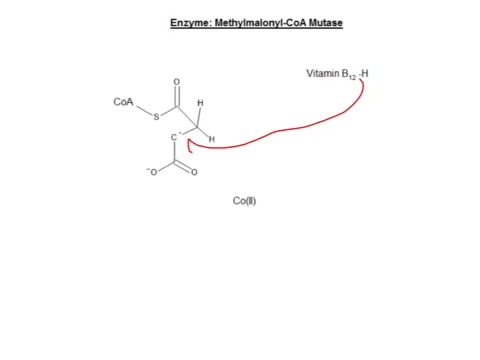 Enzyme: Methylmalonyl-CoA Mutase
Vitamin B12 -H
O
CoA
H
S
C -
H
-O
O
Co(II)